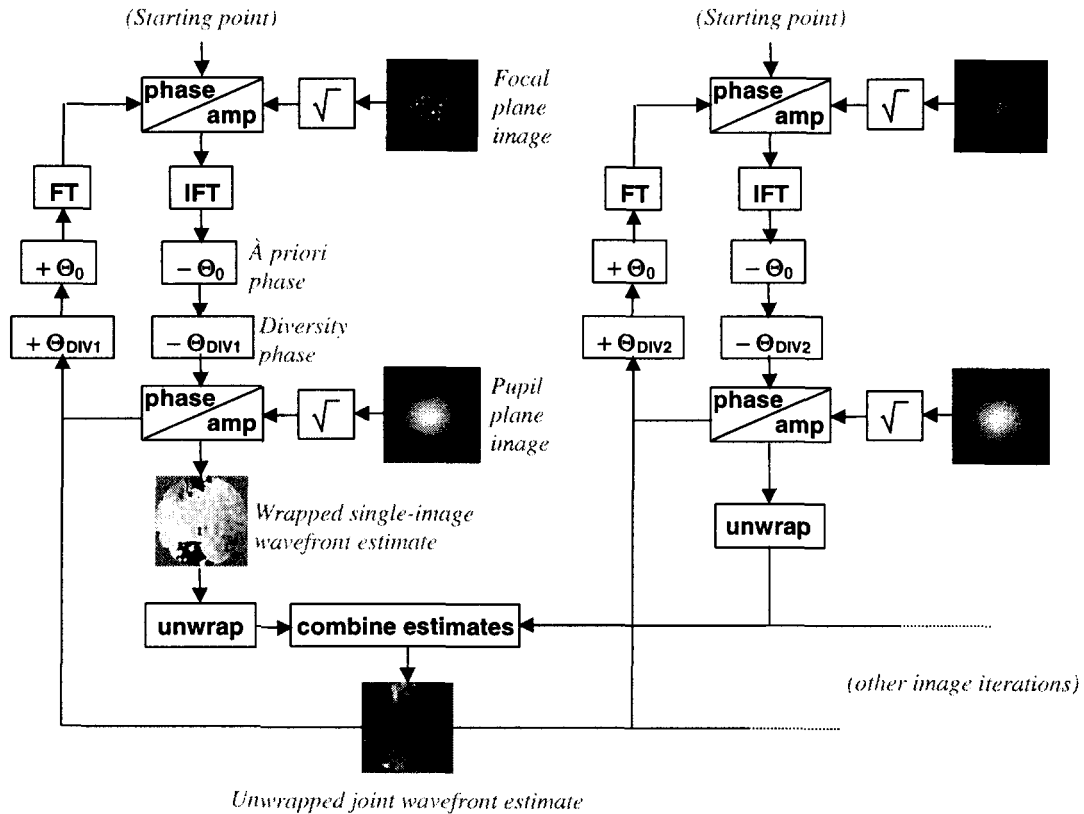 (Starting point)
(Starting point)
phase
amp
√
Focal
plane
image
phase
amp
√
FT
IFT
FT
IFT
+ Θ0
− Θ0
À priori
phase
+ Θ0
− Θ0
+ ΘDIV1
− ΘDIV1
Diversity
phase
+ ΘDIV2
− ΘDIV2
phase
amp
√
Pupil
plane
image
phase
amp
√
Wrapped single-image
wavefront estimate
unwrap
unwrap
combine estimates
(other image iterations)
Unwrapped joint wavefront estimate